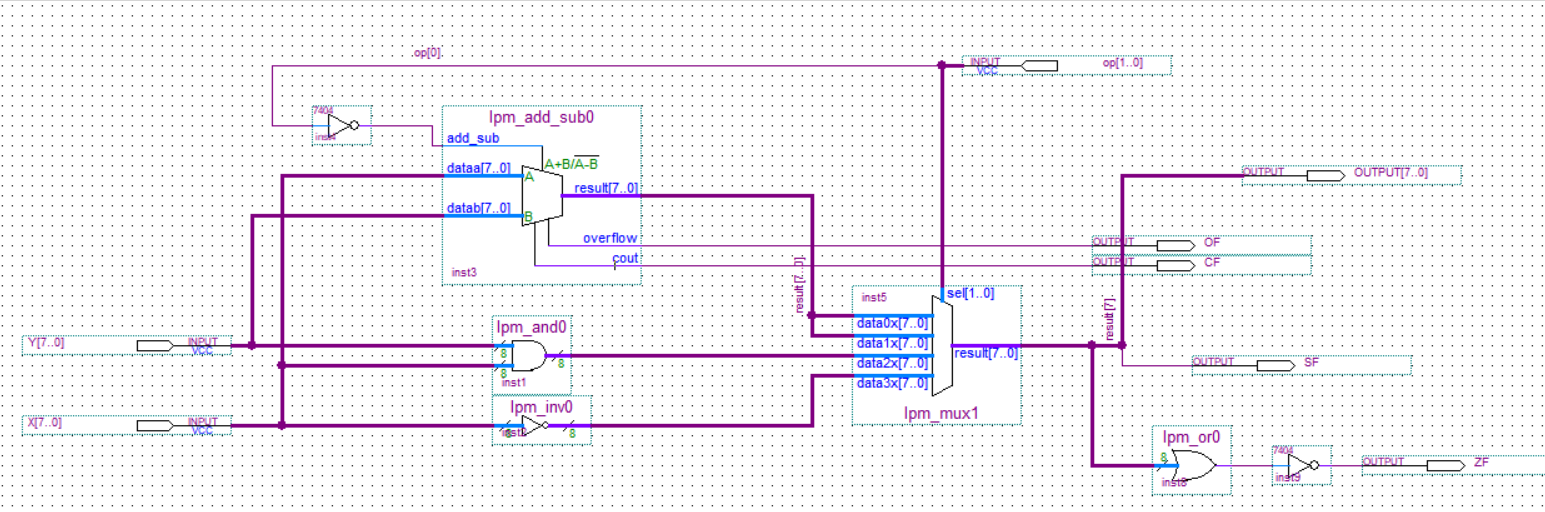 op[0]
INPUT
VCC
op[1..0]
7404
inst4
lpm_add_sub0
add_sub
A+B/A-B
dataa[7..0]
A
result[7..0]
datab[7..0]
B
overflow
cout
inst3
OUTPUT
OUTPUT[7..0]
OUTPUT
OF
OUTPUT
CF
result[7..0]
inst5
sel[1..0]
data0x[7..0]
data1x[7..0]
result[7..0]
data2x[7..0]
data3x[7..0]
lpm_mux1
result[7]
Y[7..0]
INPUT
VCC
lpm_and0
8
8
8
inst1
OUTPUT
SF
X[7..0]
INPUT
VCC
lpm_inv0
8
inst2
8
lpm_or0
8
inst8
7404
inst9
OUTPUT
ZF